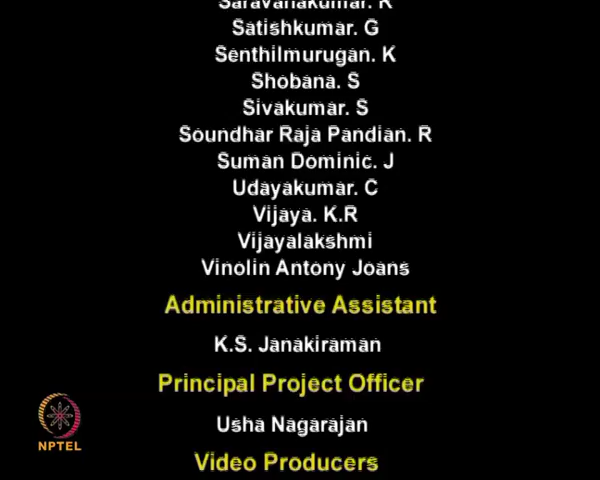 Saravanakumar. R
Satishkumar. G
Senthilmurugan. K
Shobana. S
Sivakumar. S
Soundhar Raja Pandian. R
Suman Dominic. J
Udayakumar. C
Vijaya. K.R
Vijayalakshmi
Vinolin Antony Joans
Administrative Assistant
K.S. Janakiraman
Principal Project Officer
Usha Nagarajan
NPTEL
Video Producers